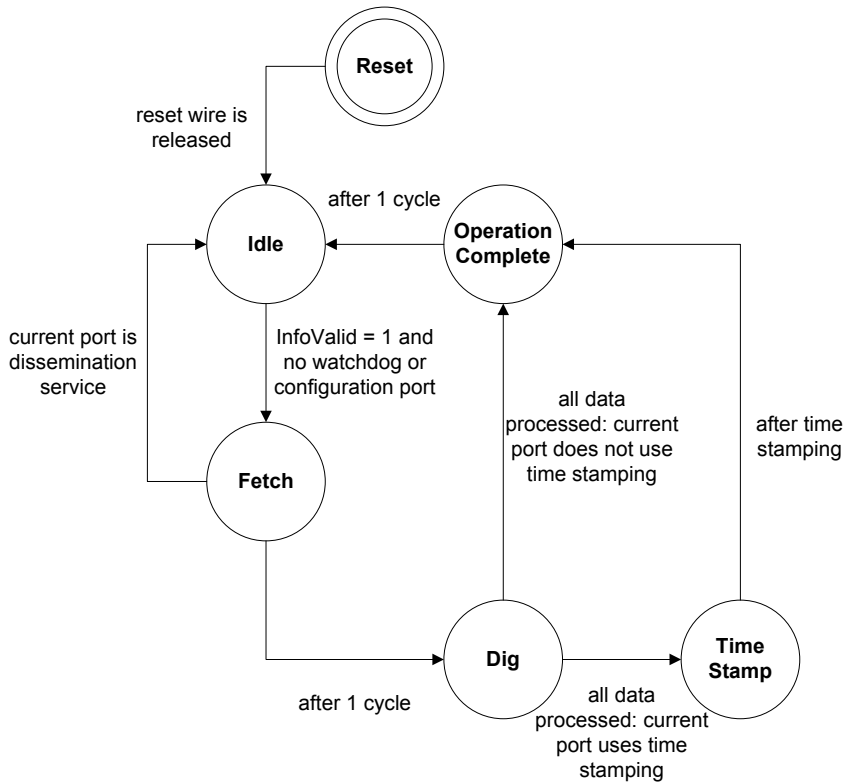 Reset
reset wire is
released
after 1 cycle
Idle
Operation
Complete
current port is
dissemination
service
InfoValid = 1 and
no watchdog or
configuration port
all data
processed: current
port does not use
time stamping
after time
stamping
Fetch
Dig
Time
Stamp
after 1 cycle
all data
processed: current
port uses time
stamping